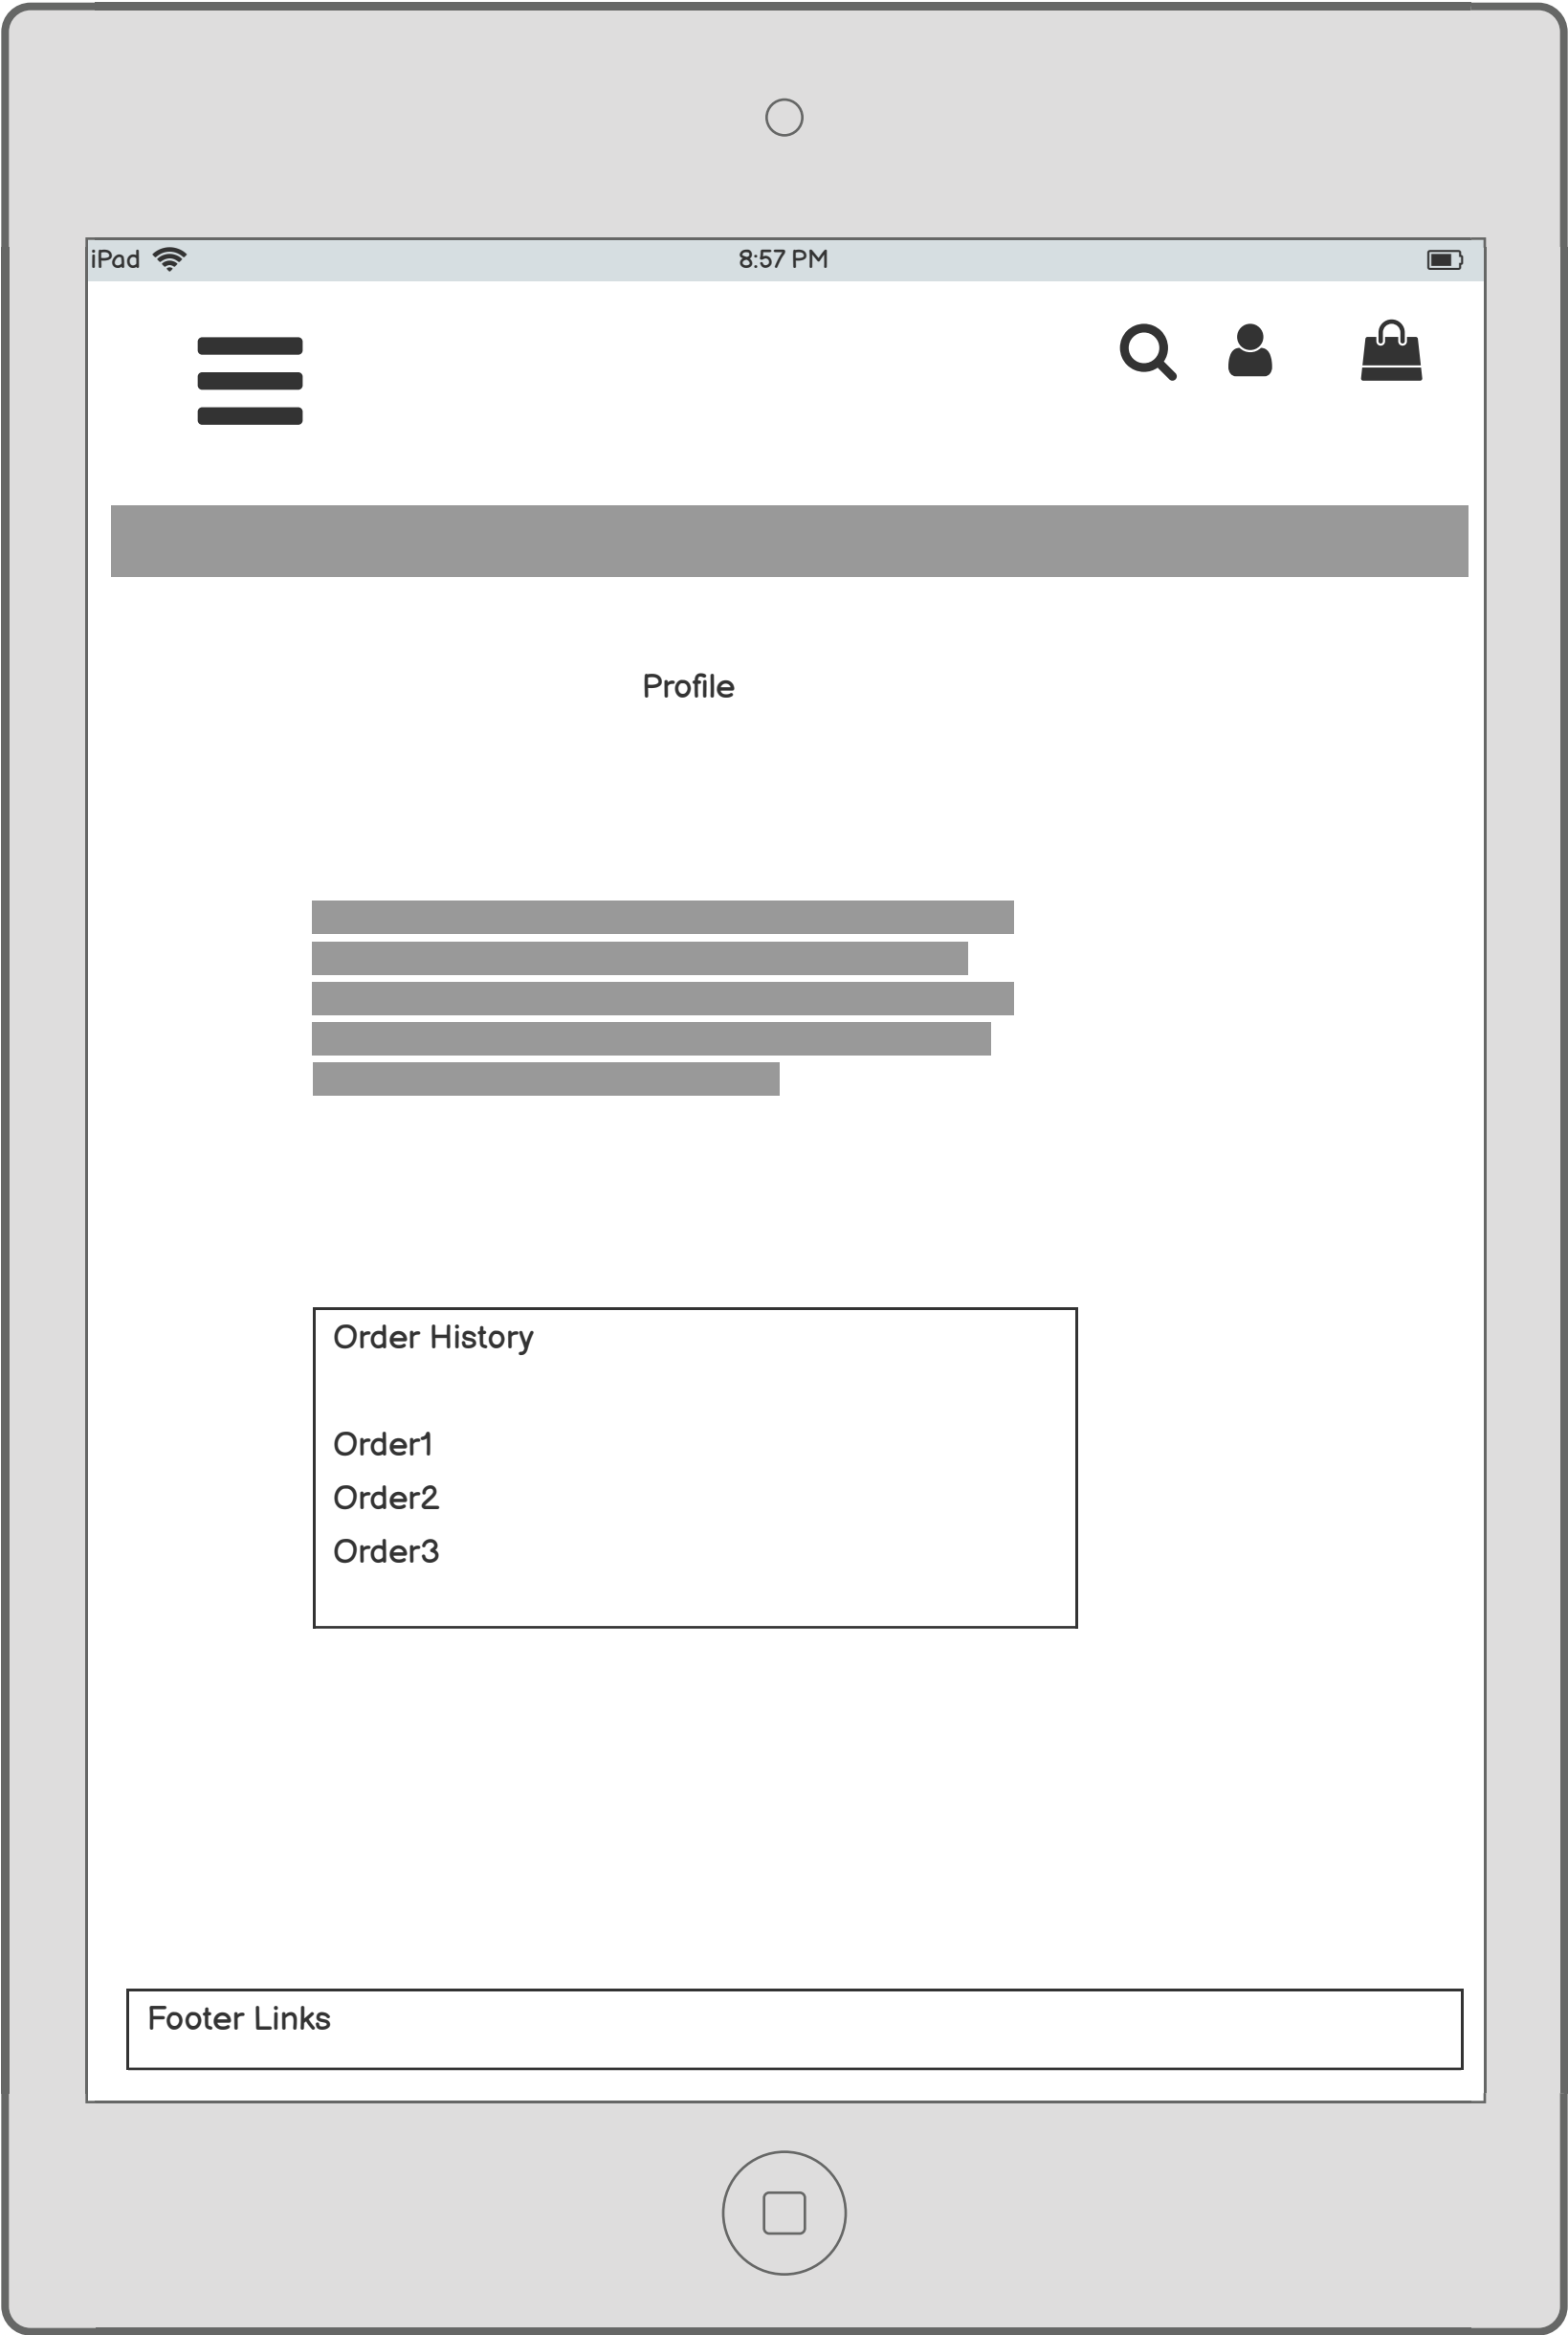 iPad 8:57 PM
Profile
Order History
Order1
Order2
Order3
Footer Links